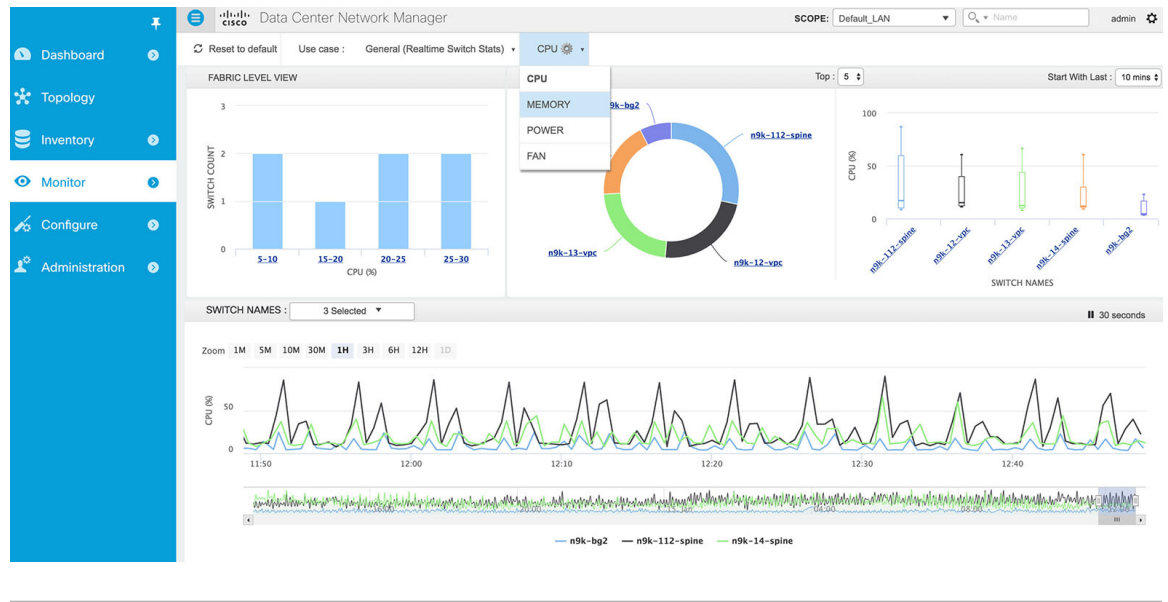 cisco Data Center Network Manager
SCOPE: Default_LAN
Name
admin
Dashboard
Topology
Inventory
Monitor
Configure
Administration
Reset to default Use case : General (Realtime Switch Stats) CPU
CPU
MEMORY
POWER
FAN
FABRIC LEVEL VIEW
Top : 5
Start With Last : 10 mins
3
2
1
0
SWITCH COUNT
5-10 15-20 20-25 25-30
CPU (%)
9k-bg2
n9k-112-spine
n9k-13-vpc
n9k-12-vpc
100
50
0
CPU (%)
n9k-112-spine n9k-12-vpc n9k-13-vpc n9k-14-spine n9k-bg2
SWITCH NAMES
SWITCH NAMES : 3 Selected
30 seconds
Zoom 1M 5M 10M 30M 1H 3H 6H 12H 1D
CPU (%)
50
0
11:50 12:00 12:10 12:20 12:30 12:40
04:00 08:00
n9k-bg2 n9k-112-spine n9k-14-spine